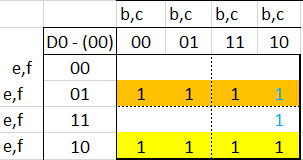 b,c b,c b,c b,c
D0 - (00) 00 01 11 10
e,f 00
e,f 01 1 1 1 1
e,f 11 1
e,f 10 1 1 1 1